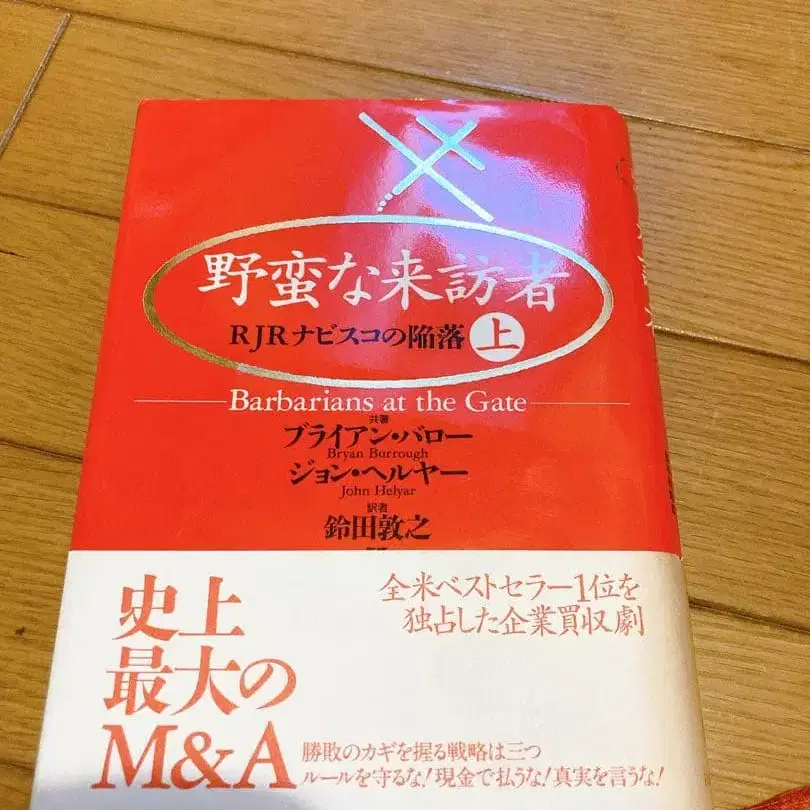 野蛮な来訪者
RJRナビスコの陥落 上
Barbarians at the Gate
共著
ブライアン・バロー
Bryan Burrough
ジョン・ヘルヤー
John Helyar
訳者
鈴田敦之
史上
最大の
M&A
全米ベストセラー1位を
独占した企業買収劇
勝敗のカギを握る戦略は三つ
ルールを守るな!現金で払うな!真実を言うな!